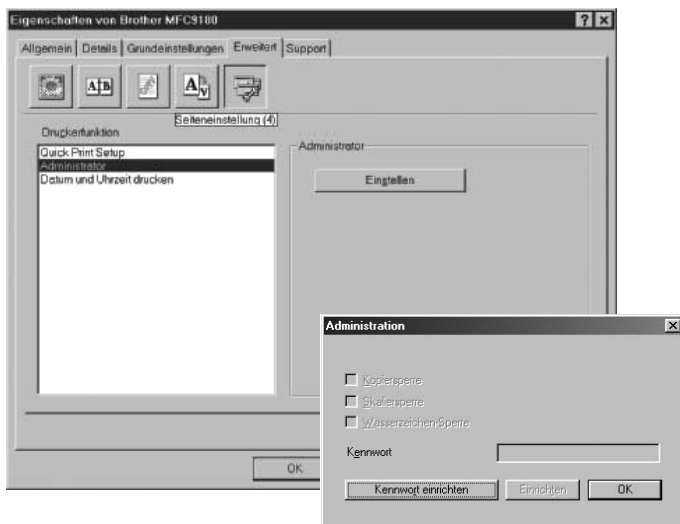 Eigenschaften von Brother MFC9180
Allgemein Details Grundeinstellungen Erweitert Support
Seiteneinstellung (4)
Druckerfunktion
Quick Print Setup
Administrator
Datum und Uhrzeit drucken
Administrator
Einstellen
OK
Administration
Kopiersperre
Skaliersperre
Wasserzeichen-Sperre
Kennwort
Kennwort einrichten Einrichten OK